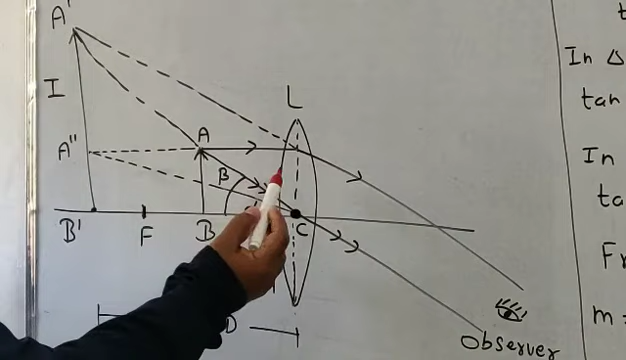 A'
I
L
A"
A
β
B'
F
B
C
D
Observer
t
In Δ
tan
In
ta
Fr
m =